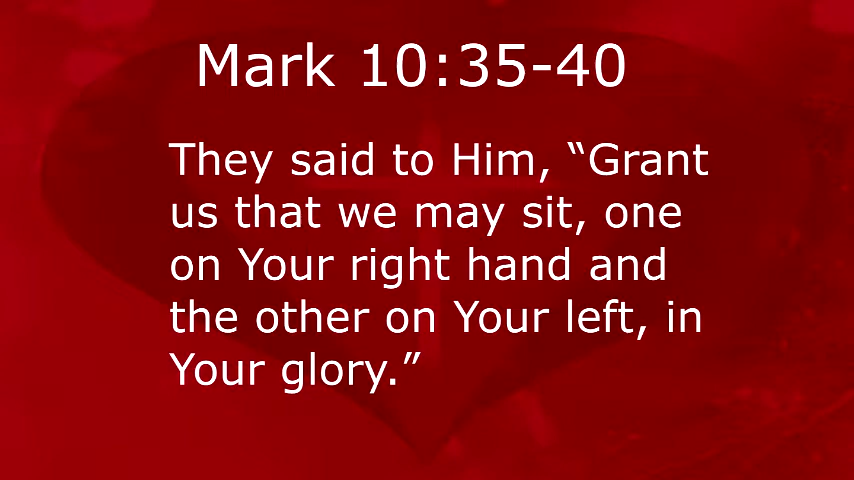 Mark 10:35-40
They said to Him, “Grant
us that we may sit, one
on Your right hand and
the other on Your left, in
Your glory.”